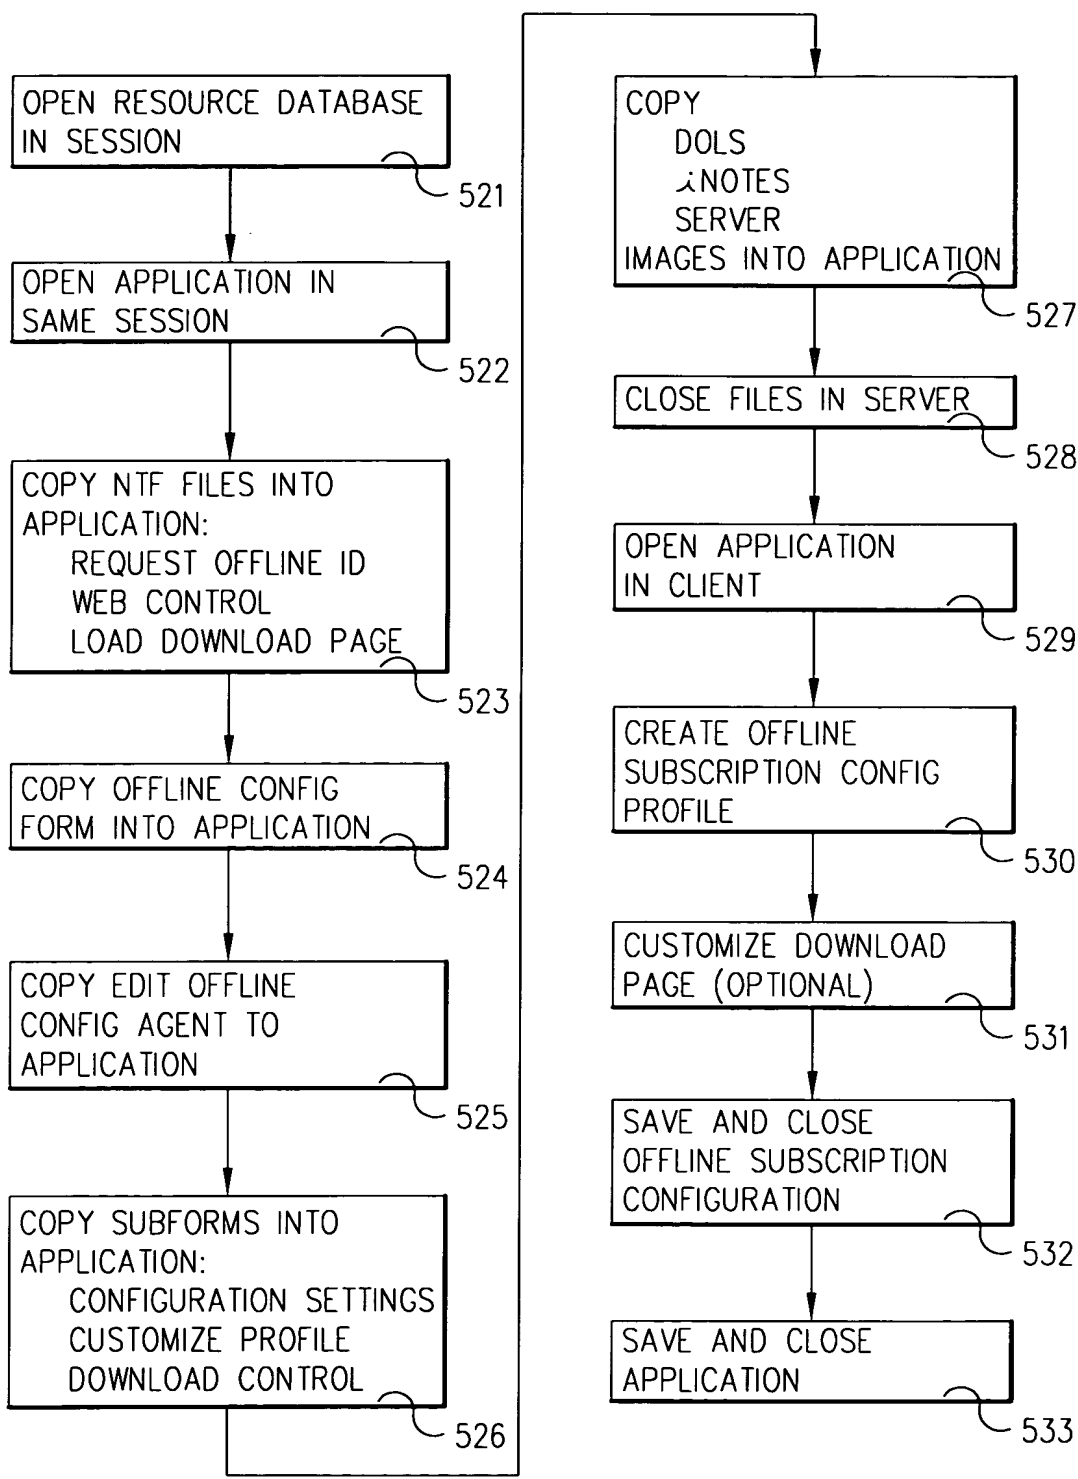 OPEN RESOURCE DATABASE
IN SESSION
521
OPEN APPLICATION IN
SAME SESSION
522
COPY NTF FILES INTO
APPLICATION:
REQUEST OFFLINE ID
WEB CONTROL
LOAD DOWNLOAD PAGE
523
COPY OFFLINE CONFIG
FORM INTO APPLICATION
524
COPY EDIT OFFLINE
CONFIG AGENT TO
APPLICATION
525
COPY SUBFORMS INTO
APPLICATION:
CONFIGURATION SETTINGS
CUSTOMIZE PROFILE
DOWNLOAD CONTROL
526
COPY
DOLS
iNOTES
SERVER
IMAGES INTO APPLICATION
527
CLOSE FILES IN SERVER
528
OPEN APPLICATION
IN CLIENT
529
CREATE OFFLINE
SUBSCRIPTION CONFIG
PROFILE
530
CUSTOMIZE DOWNLOAD
PAGE (OPTIONAL)
531
SAVE AND CLOSE
OFFLINE SUBSCRIPTION
CONFIGURATION
532
SAVE AND CLOSE
APPLICATION
533